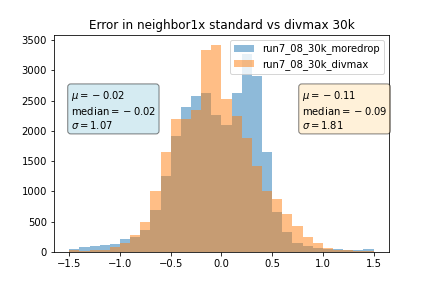 Error in neighbor1x standard vs divmax 30k
3500
3000
2500
2000
1500
1000
500
0
run7_08_30k_moredrop
run7_08_30k_divmax
μ = −0.02
median = −0.02
σ = 1.07
μ = −0.11
median = −0.09
σ = 1.81
−1.5 −1.0 −0.5 0.0 0.5 1.0 1.5